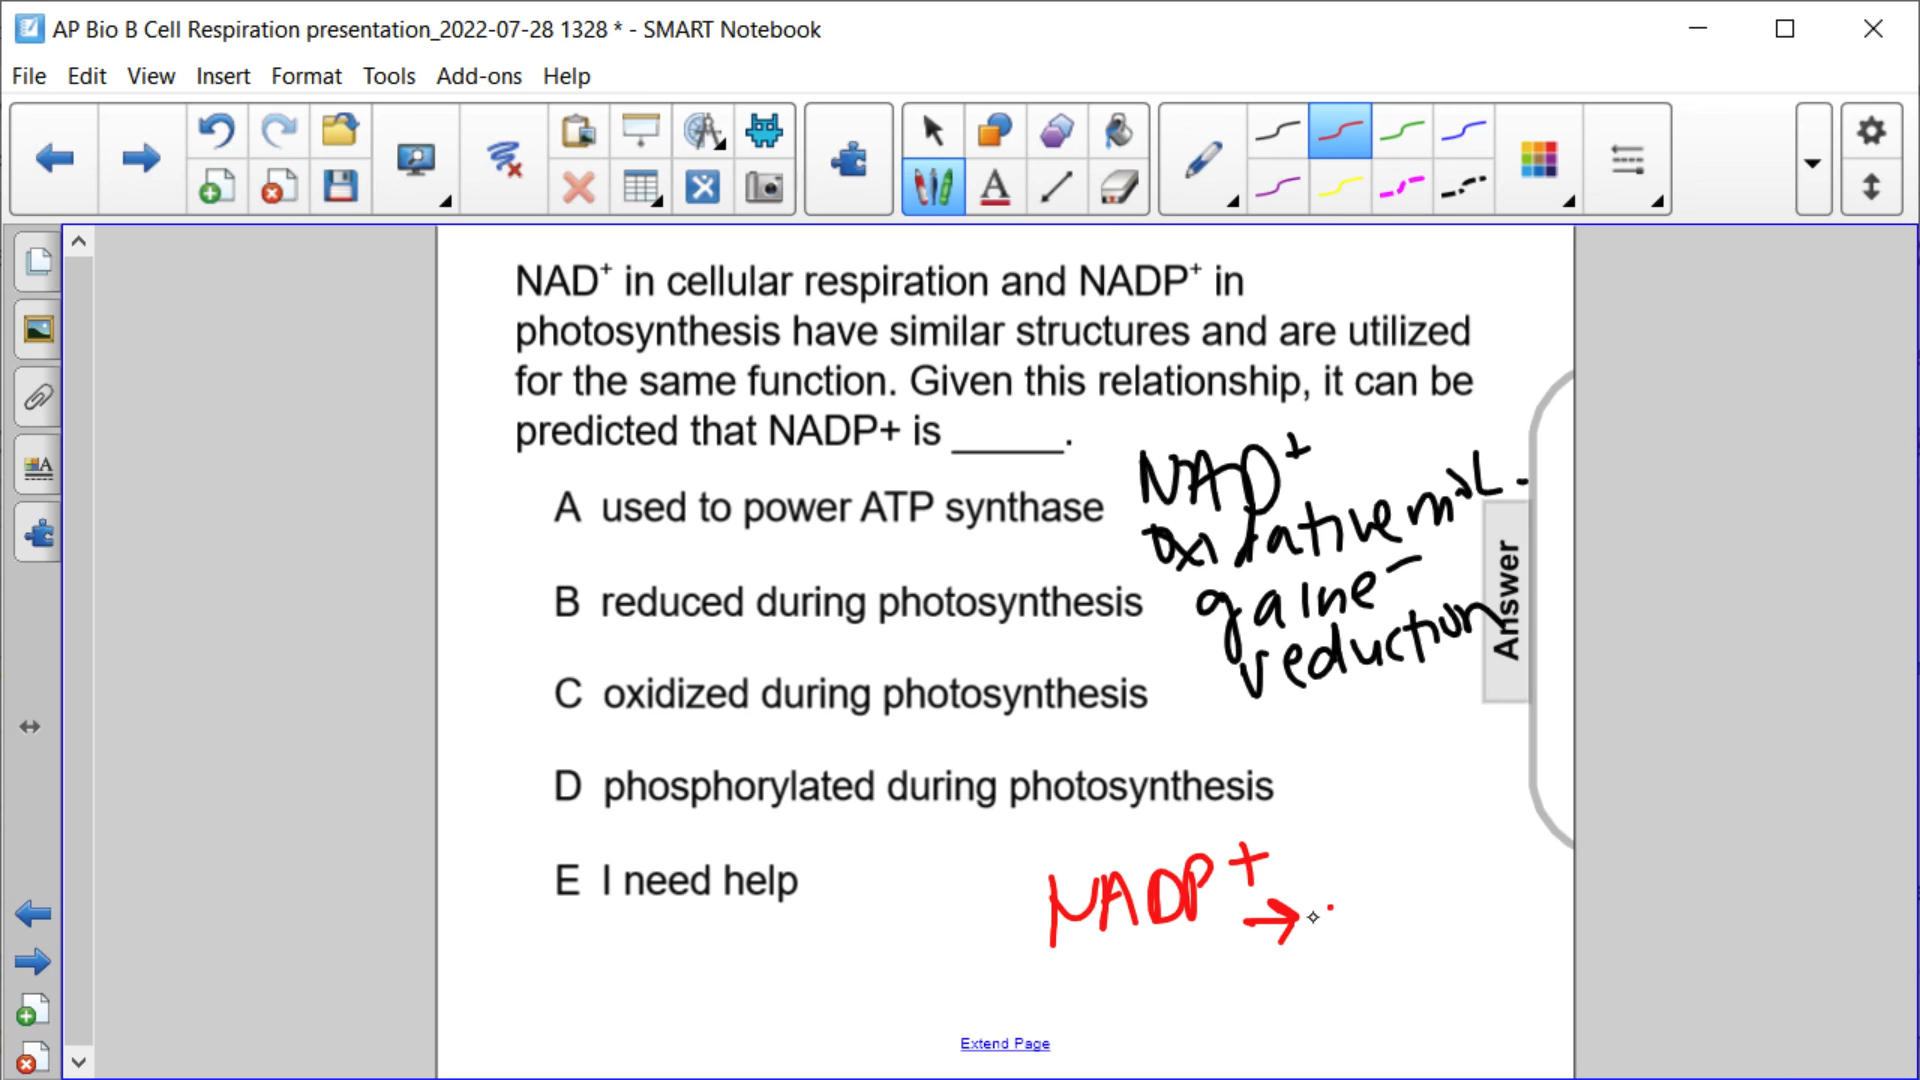 AP Bio B Cell Respiration presentation_2022-07-28 1328 * - SMART Notebook
File Edit View Insert Format Tools Add-ons Help
NAD⁺ in cellular respiration and NADP⁺ in
photosynthesis have similar structures and are utilized
for the same function. Given this relationship, it can be
predicted that NADP+ is _____.
A used to power ATP synthase
B reduced during photosynthesis
C oxidized during photosynthesis
D phosphorylated during photosynthesis
E I need help
NAD⁺
oxidative mol.
gain e⁻
reduction
Answer
NADP⁺ →
Extend Page